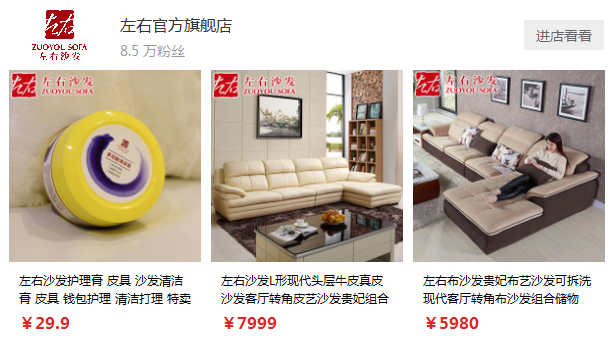 左右
ZUOYOU SOFA
左右沙发
左右官方旗舰店
8.5 万粉丝
进店看看
左右沙发
ZUOYOU SOFA
左右沙发
ZUOYOU SOFA
左右沙发
ZUOYOU SOFA
左右沙发护理膏 皮具 沙发清洁
膏 皮具 钱包护理 清洁打理 特卖
¥29.9
左右沙发L形现代头层牛皮真皮
沙发客厅转角皮艺沙发贵妃组合
¥7999
左右布沙发贵妃布艺沙发可拆洗
现代客厅转角布沙发组合储物
¥5980